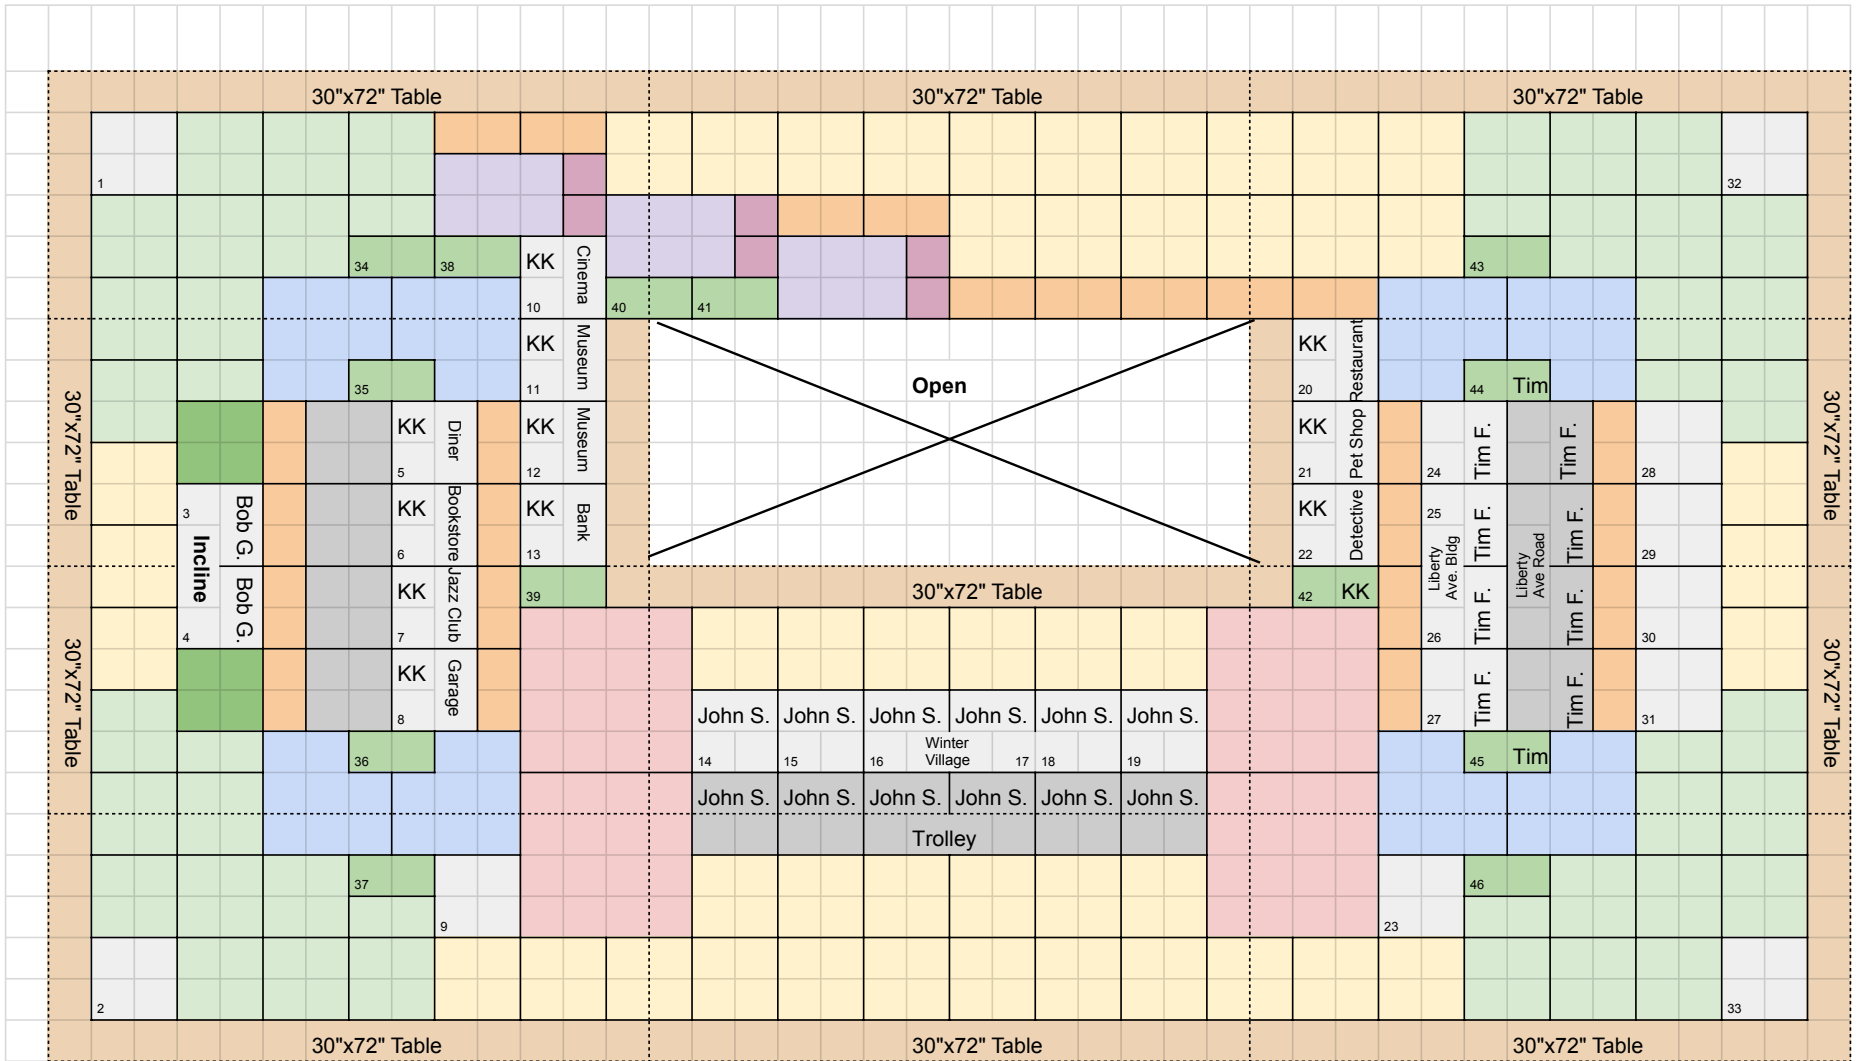 30"x72" Table
30"x72" Table
30"x72" Table
1
32
34
38
KK
Cinema
10
40
41
43
KK
Museum
11
Open
KK
Restaurant
20
35
44
Tim
30"x72" Table
KK
Diner
5
KK
Museum
12
KK
Pet Shop
21
24
Tim F.
Tim F.
28
30"x72" Table
3
Bob G.
Incline
KK
Bookstore
6
KK
Bank
13
KK
Detective
22
25
Tim F.
Liberty
Ave. Bldg
Liberty
Ave Road
Tim F.
29
Bob G.
4
KK
Jazz Club
7
39
30"x72" Table
42
KK
26
Tim F.
Tim F.
30
30"x72" Table
KK
Garage
8
John S.
John S.
John S.
John S.
John S.
John S.
Winter
Village
14
15
16
17
18
19
27
Tim F.
Tim F.
31
30"x72" Table
36
45
Tim
John S.
John S.
John S.
John S.
John S.
John S.
Trolley
37
9
23
46
2
33
30"x72" Table
30"x72" Table
30"x72" Table